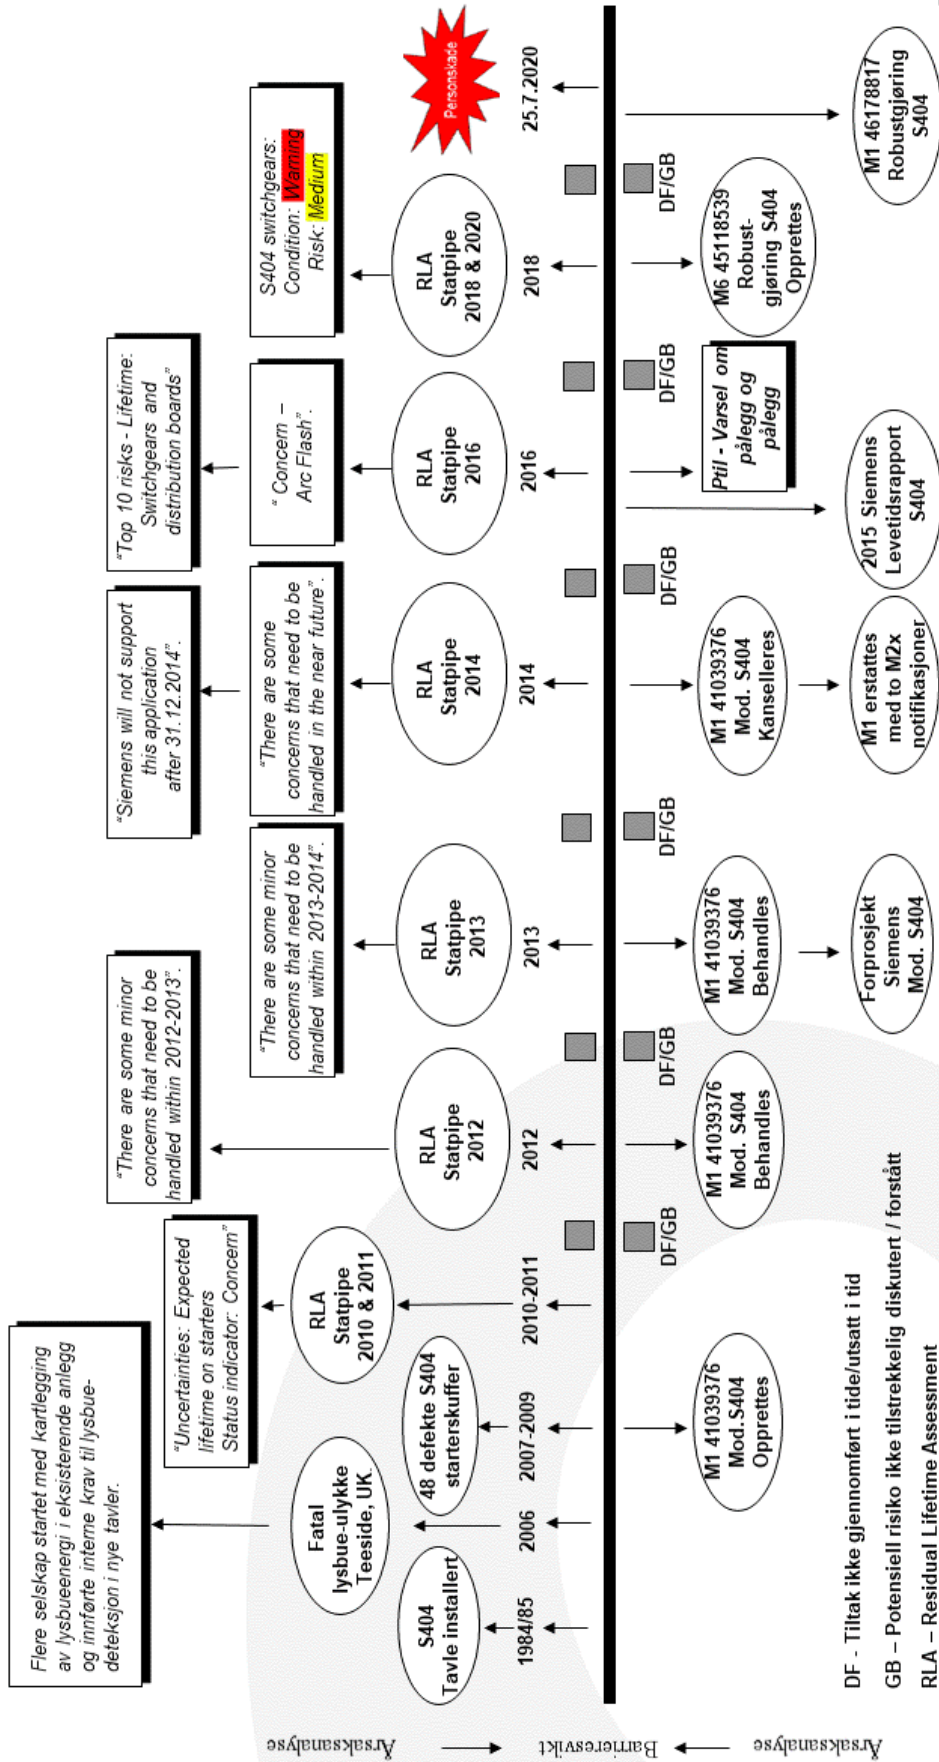 Flere selskap startet med kartlegging
av lysbueenergi i eksisterende anlegg
og innførte interne krav til lysbue-
deteksjon i nye tavler.
"There are some minor
concerns that need to be
handled within 2012-2013".
"Siemens will not support
this application
after 31.12.2014".
"Top 10 risks - Lifetime:
Switchgears and
distribution boards"
"Uncertainties: Expected
lifetime on starters
Status indicator: Concern"
"There are some minor
concerns that need to be
handled within 2013-2014".
"There are some
concerns that need to be
handled in the near future".
" Concern –
Arc Flash".
S404 switchgears:
Condition: Warning
Risk: Medium
S404
Tavle installert
Fatal
lysbue-ulykke
Teeside, UK.
48 defekte S404
starterskuffer
RLA
Statpipe
2010 & 2011
RLA
Statpipe
2012
RLA
Statpipe
2013
RLA
Statpipe
2014
RLA
Statpipe
2016
RLA
Statpipe
2018 & 2020
Personskade
1984/85
2006
2007-2009
2010-2011
2012
2013
2014
2016
2018
25.7.2020
Årsaksanalyse
Barrieresvikt
Årsaksanalyse
DF/GB
DF/GB
DF/GB
DF/GB
DF/GB
DF/GB
M1 41039376
Mod.S404
Opprettes
M1 41039376
Mod. S404
Behandles
M1 41039376
Mod. S404
Behandles
M1 41039376
Mod. S404
Kanselleres
Ptil - Varsel om
pålegg og
pålegg
M6 45118539
Robust-
gjøring S404
Opprettes
Forprosjekt
Siemens
Mod. S404
M1 erstattes
med to M2x
notifikasjoner
2015 Siemens
Levetidsrapport
S404
M1 46178817
Robustgjøring
S404
DF - Tiltak ikke gjennomført i tide/utsatt i tid
GB – Potensiell risiko ikke tilstrekkelig diskutert / forstått
RLA – Residual Lifetime Assessment